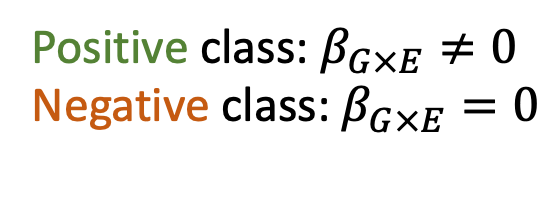 Positive class: β_{G×E} ≠ 0
Negative class: β_{G×E} = 0